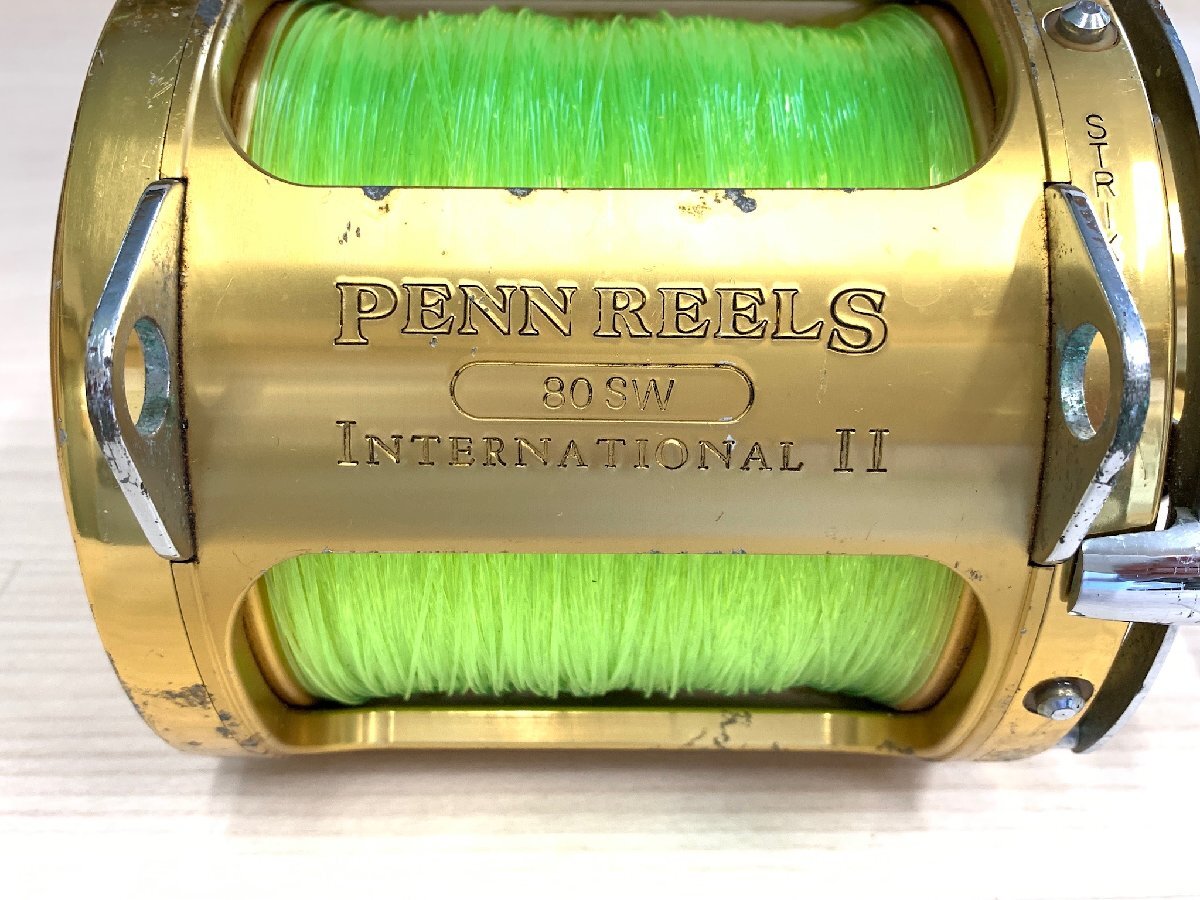 PENN REELS
80 SW
INTERNATIONAL II